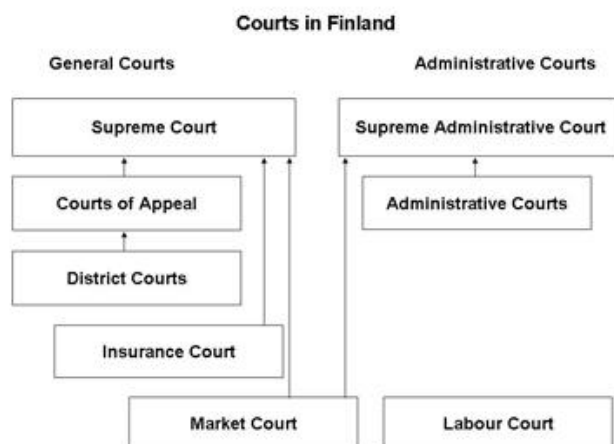 Courts in Finland
General Courts
Administrative Courts
Supreme Court
Supreme Administrative Court
Courts of Appeal
Administrative Courts
District Courts
Insurance Court
Market Court
Labour Court